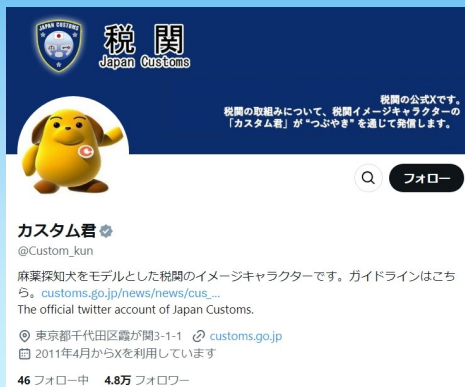 JAPAN CUSTOMS
税関
Japan Customs
税関の公式Xです。
税関の取組みについて、税関イメージキャラクターの
「カスタム君」が“つぶやき”を通じて発信します。
フォロー
カスタム君
@Custom_kun
麻薬探知犬をモデルとした税関のイメージキャラクターです。ガイドラインはこち
ら。customs.go.jp/news/news/cus_...
The official twitter account of Japan Customs.
東京都千代田区霞が関3-1-1 customs.go.jp
2011年4月からXを利用しています
46 フォロー中 4.8万 フォロワー